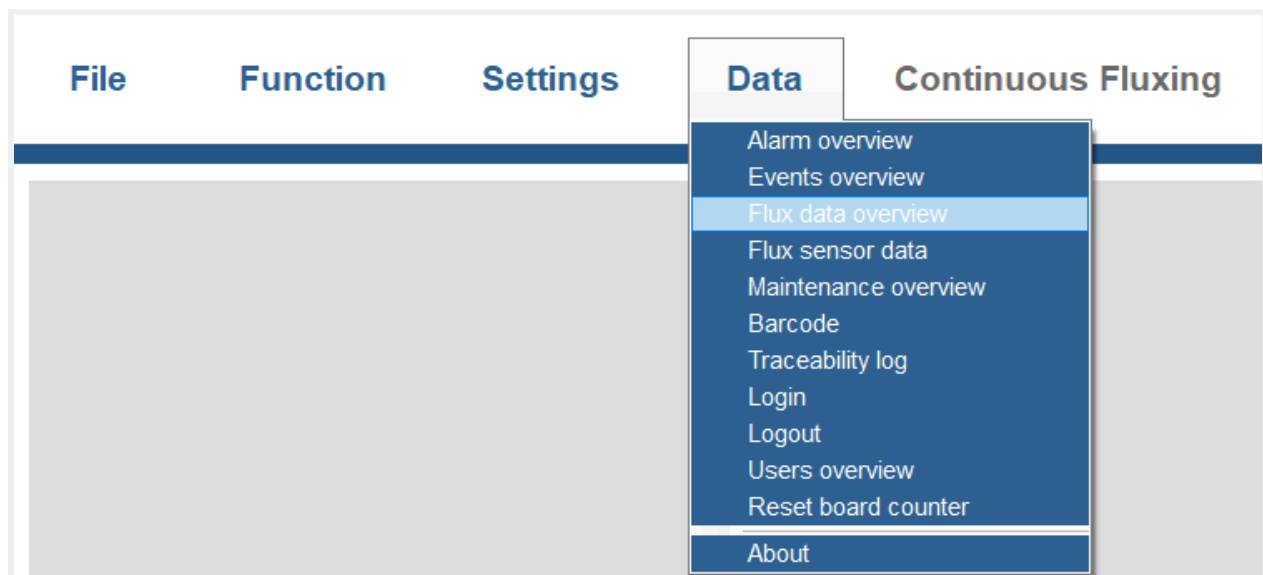 File Function Settings Data Continuous Fluxing
Alarm overview
Events overview
Flux data overview
Flux sensor data
Maintenance overview
Barcode
Traceability log
Login
Logout
Users overview
Reset board counter
About